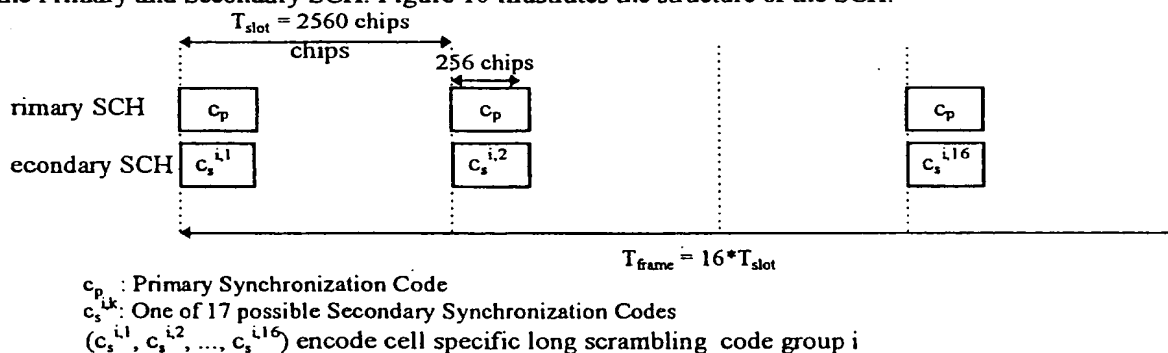 the Primary and Secondary SCH. Figure 10 illustrates the structure of the SCH.
T_slot = 2560 chips
chips
256 chips
rimary SCH c_p c_p c_p
econdary SCH c_s^i,1 c_s^i,2 c_s^i,16
T_frame = 16*T_slot
c_p : Primary Synchronization Code
c_s^i,k: One of 17 possible Secondary Synchronization Codes
(c_s^i,1, c_s^i,2, ..., c_s^i,16) encode cell specific long scrambling code group i